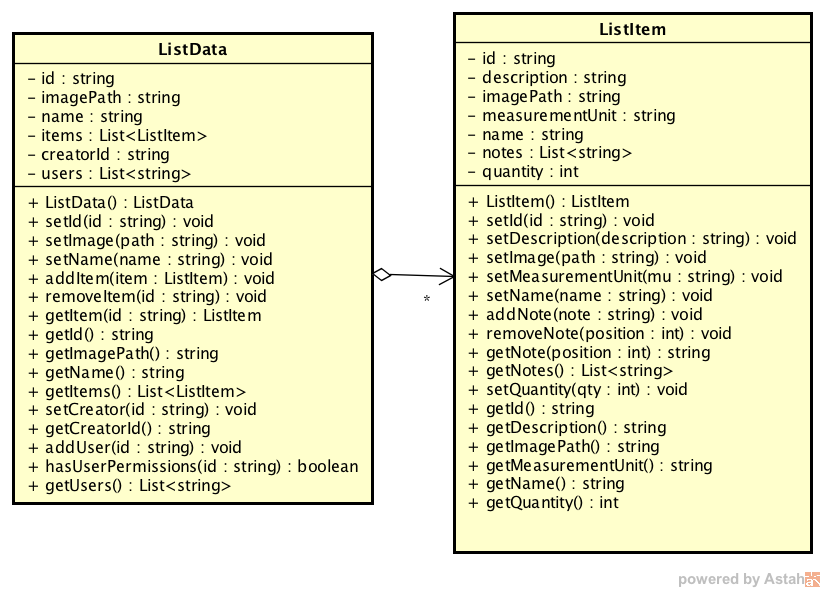 ListData
- id : string
- imagePath : string
- name : string
- items : List<ListItem>
- creatorId : string
- users : List<string>
+ ListData() : ListData
+ setId(id : string) : void
+ setImage(path : string) : void
+ setName(name : string) : void
+ addItem(item : ListItem) : void
+ removeItem(id : string) : void
+ getItem(id : string) : ListItem
+ getId() : string
+ getImagePath() : string
+ getName() : string
+ getItems() : List<ListItem>
+ setCreator(id : string) : void
+ getCreatorId() : string
+ addUser(id : string) : void
+ hasUserPermissions(id : string) : boolean
+ getUsers() : List<string>
*
ListItem
- id : string
- description : string
- imagePath : string
- measurementUnit : string
- name : string
- notes : List<string>
- quantity : int
+ ListItem() : ListItem
+ setId(id : string) : void
+ setDescription(description : string) : void
+ setImage(path : string) : void
+ setMeasurementUnit(mu : string) : void
+ setName(name : string) : void
+ addNote(note : string) : void
+ removeNote(position : int) : void
+ getNote(position : int) : string
+ getNotes() : List<string>
+ setQuantity(qty : int) : void
+ getId() : string
+ getDescription() : string
+ getImagePath() : string
+ getMeasurementUnit() : string
+ getName() : string
+ getQuantity() : int
powered by Astah